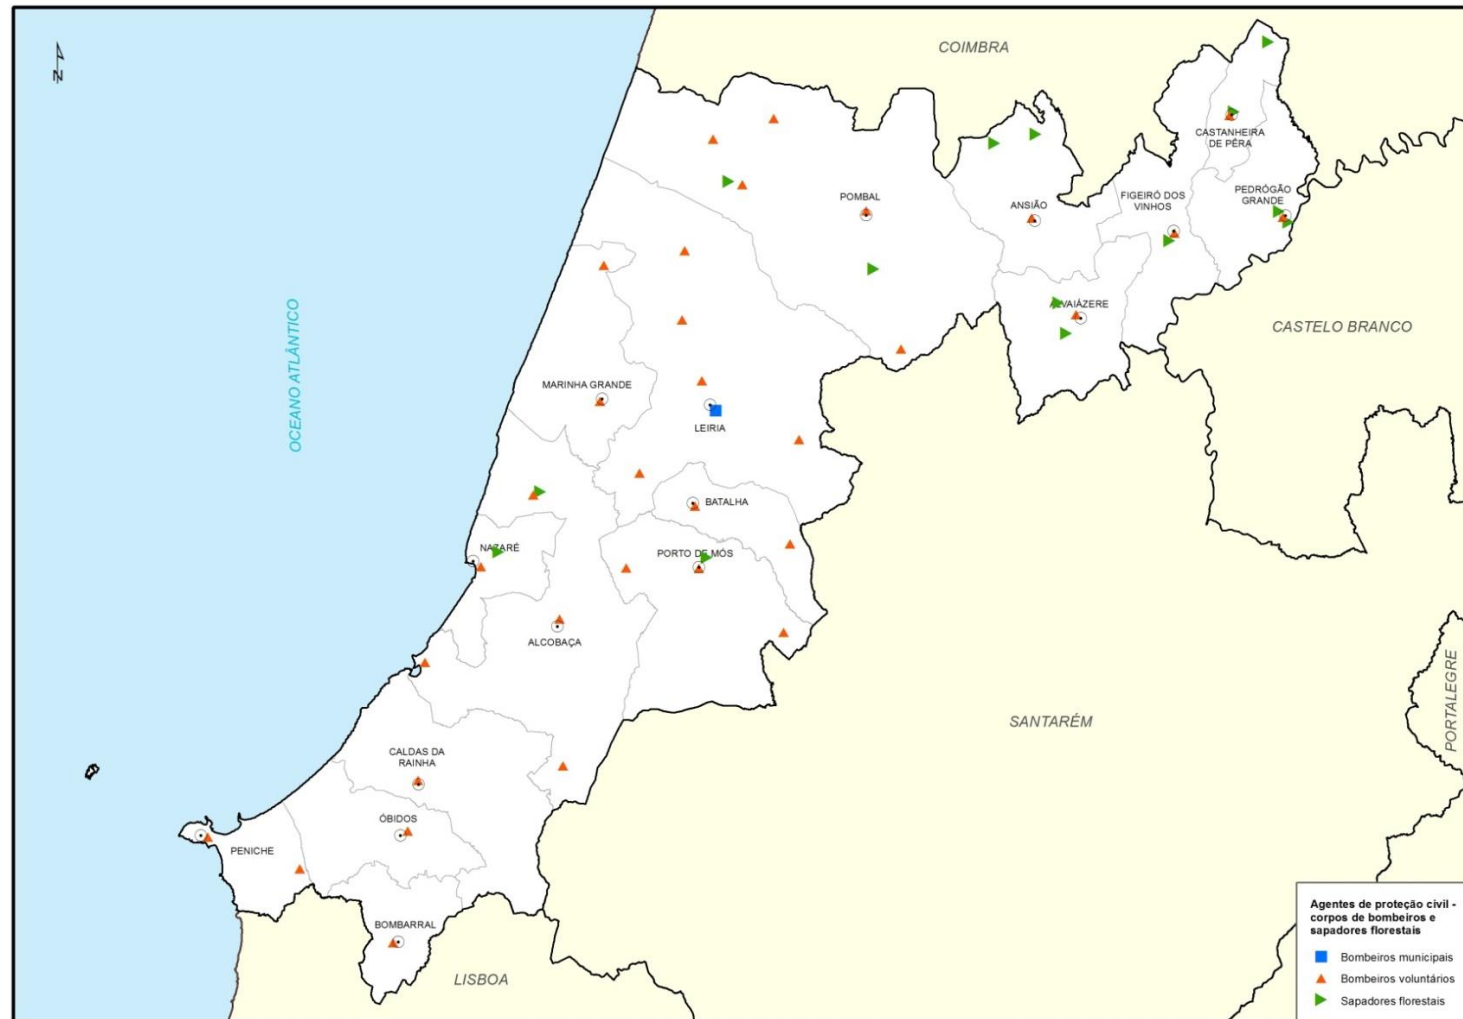 COIMBRA
N
CASTANHEIRA
DE PÊRA
POMBAL
ANSIÃO
FIGEIRÓ DOS
VINHOS
PEDRÓGÃO
GRANDE
ALVAIÁZERE
CASTELO BRANCO
OCEANO ATLÂNTICO
MARINHA GRANDE
LEIRIA
BATALHA
NAZARÉ
PORTO DE MÓS
ALCOBAÇA
SANTARÉM
PORTALEGRE
CALDAS DA
RAINHA
ÓBIDOS
PENICHE
BOMBARRAL
LISBOA
Agentes de proteção civil -
corpos de bombeiros e
sapadores florestais
Bombeiros municipais
Bombeiros voluntários
Sapadores florestais